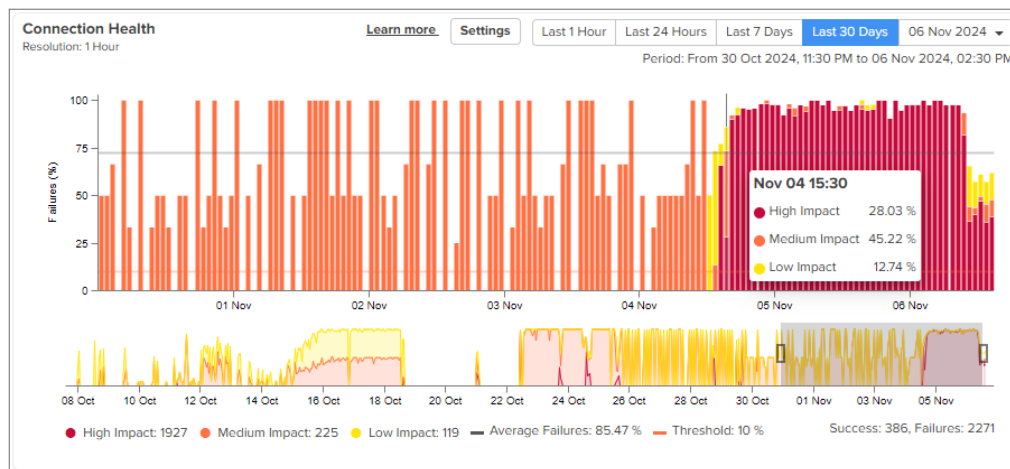 Connection Health
Resolution: 1 Hour
Learn more Settings Last 1 Hour Last 24 Hours Last 7 Days Last 30 Days 06 Nov 2024
Period: From 30 Oct 2024, 11:30 PM to 06 Nov 2024, 02:30 PM
Failures (%)
100
75
50
25
0
Nov 04 15:30
High Impact 28.03 %
Medium Impact 45.22 %
Low Impact 12.74 %
01 Nov 02 Nov 03 Nov 04 Nov 05 Nov 06 Nov
08 Oct 10 Oct 12 Oct 14 Oct 16 Oct 18 Oct 20 Oct 22 Oct 24 Oct 26 Oct 28 Oct 30 Oct 01 Nov 03 Nov 05 Nov
High Impact: 1927 Medium Impact: 225 Low Impact: 119 Average Failures: 85.47 % Threshold: 10 % Success: 386, Failures: 2271